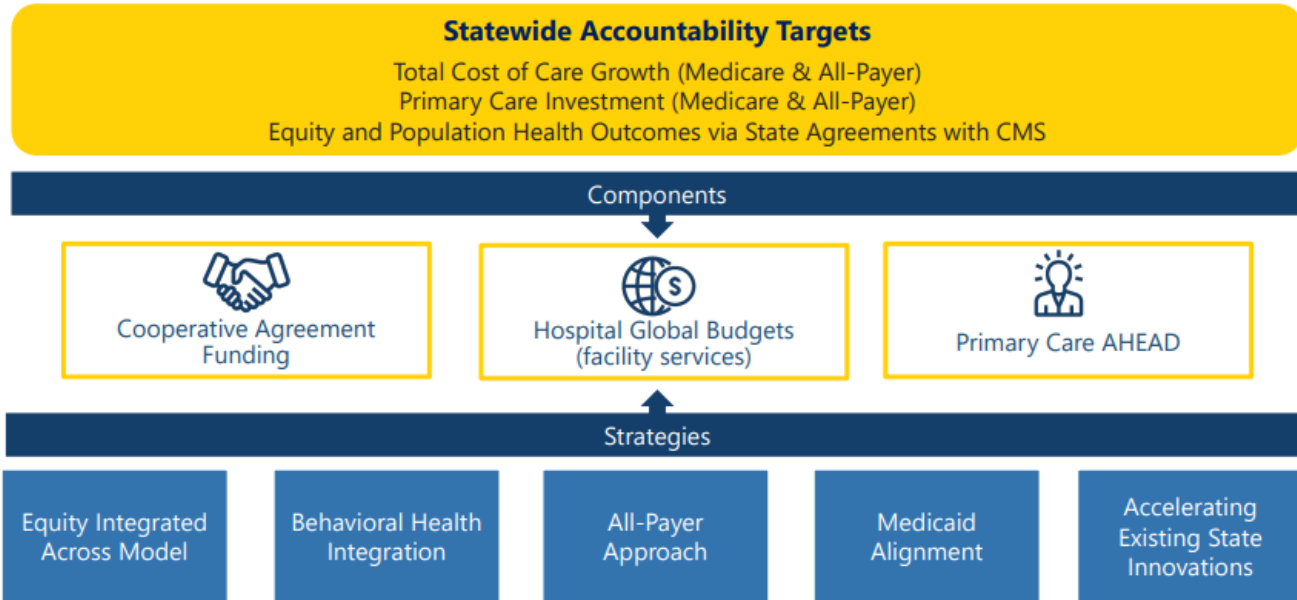 Statewide Accountability Targets
Total Cost of Care Growth (Medicare & All-Payer)
Primary Care Investment (Medicare & All-Payer)
Equity and Population Health Outcomes via State Agreements with CMS
Components
Cooperative Agreement
Funding
$
Hospital Global Budgets
(facility services)
Primary Care AHEAD
Strategies
Equity Integrated
Across Model
Behavioral Health
Integration
All-Payer
Approach
Medicaid
Alignment
Accelerating
Existing State
Innovations